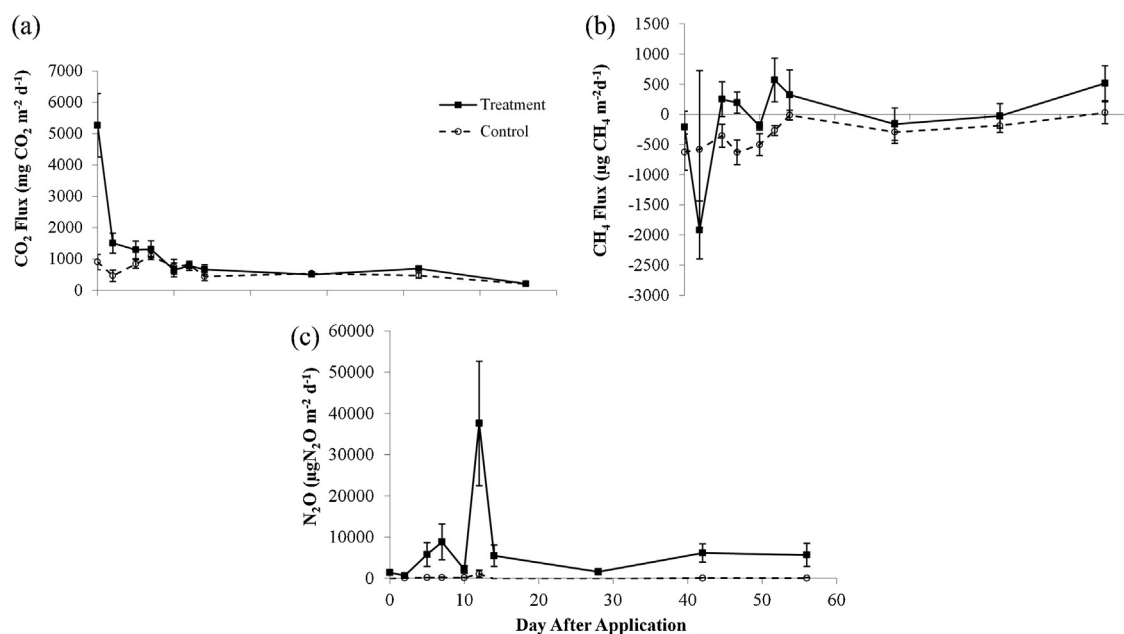 (a)
CO₂ Flux (mg CO₂ m⁻² d⁻¹)
7000
6000
5000
4000
3000
2000
1000
0
Treatment
Control
(b)
CH₄ Flux (µg CH₄ m⁻²d⁻¹)
1500
1000
500
0
-500
-1000
-1500
-2000
-2500
-3000
(c)
N₂O (µgN₂O m⁻² d⁻¹)
60000
50000
40000
30000
20000
10000
0
0 10 20 30 40 50 60
Day After Application